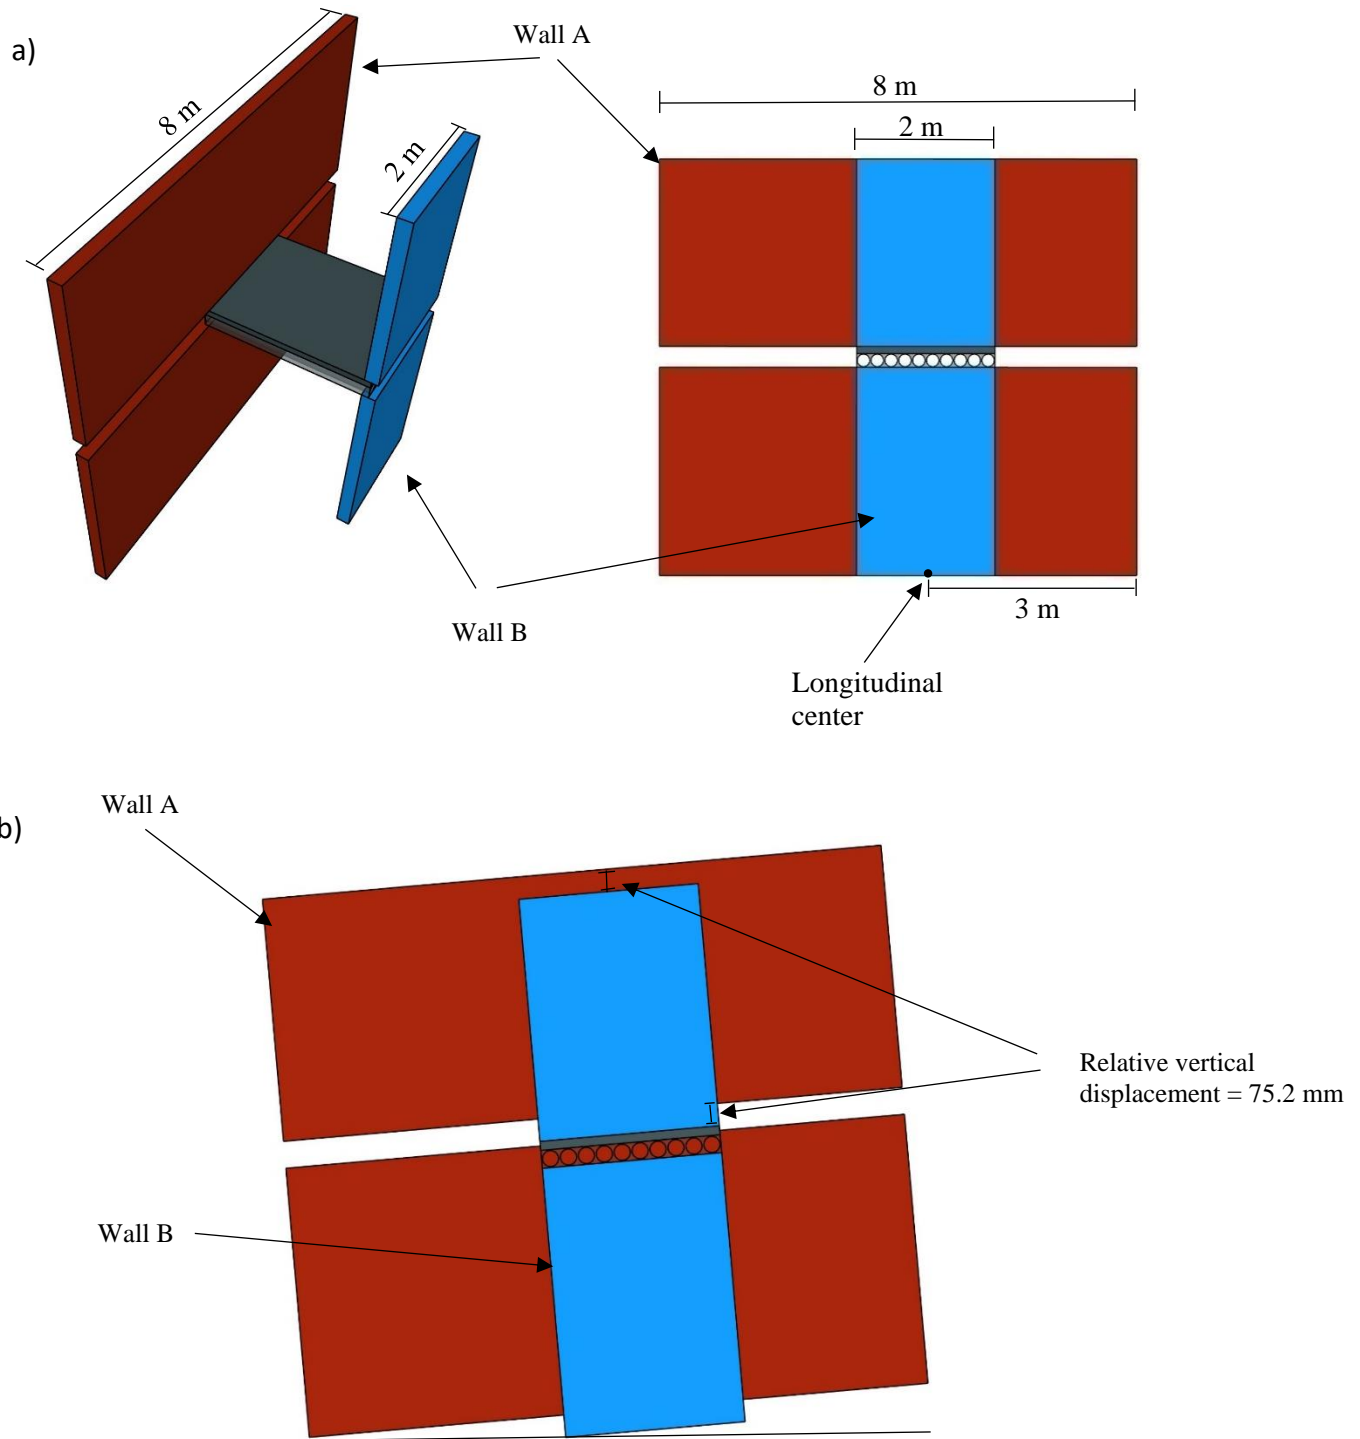 a)
Wall A
8 m
2 m
8 m
2 m
Wall B
3 m
Longitudinal
center
b)
Wall A
Relative vertical
displacement = 75.2 mm
Wall B